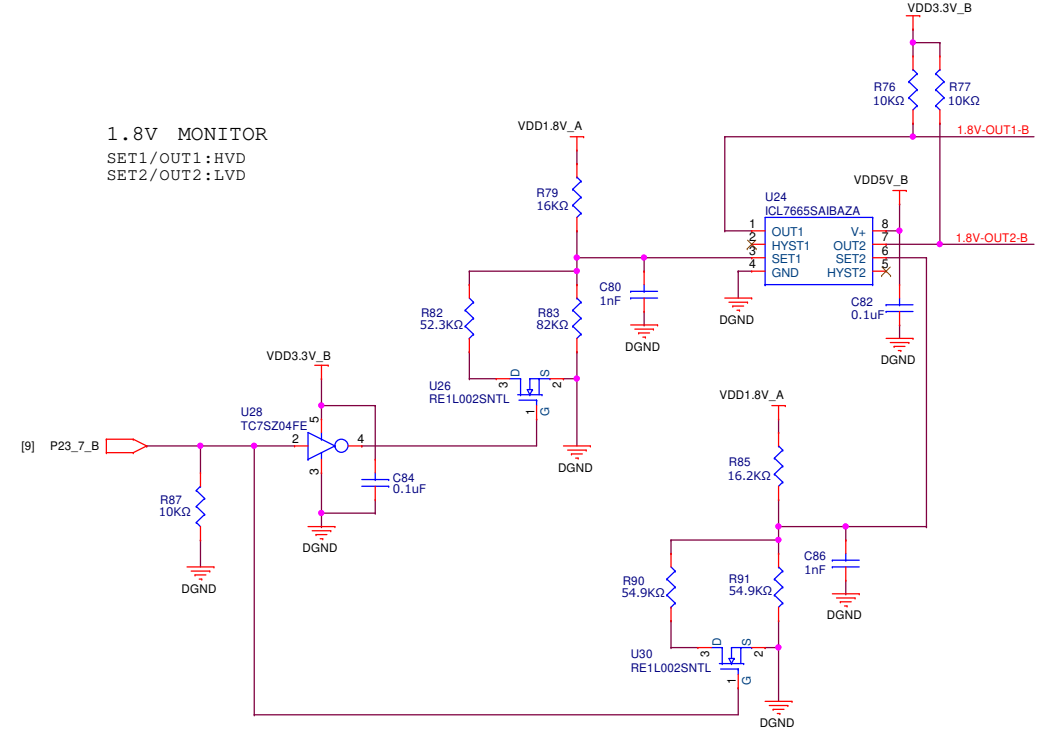 VDD3.3V_B
R76
10KΩ
R77
10KΩ
1.8V MONITOR
SET1/OUT1:HVD
SET2/OUT2:LVD
VDD1.8V_A
1.8V-OUT1-B
R79
16KΩ
VDD5V_B
U24
ICL7665SAIBAZA
1
2
3
4
OUT1
HYST1
SET1
GND
V+
OUT2
SET2
HYST2
8
7
6
5
1.8V-OUT2-B
C80
1nF
C82
0.1uF
DGND
DGND
DGND
R82
52.3KΩ
R83
82KΩ
VDD3.3V_B
U26
RE1L002SNTL
3
D
S
2
1
G
DGND
VDD1.8V_A
U28
TC7SZ04FE
5
2
4
3
[9] P23_7_B
C84
0.1uF
R85
16.2KΩ
R87
10KΩ
DGND
DGND
C86
1nF
DGND
R90
54.9KΩ
R91
54.9KΩ
U30
RE1L002SNTL
3
D
S
2
1
G
DGND